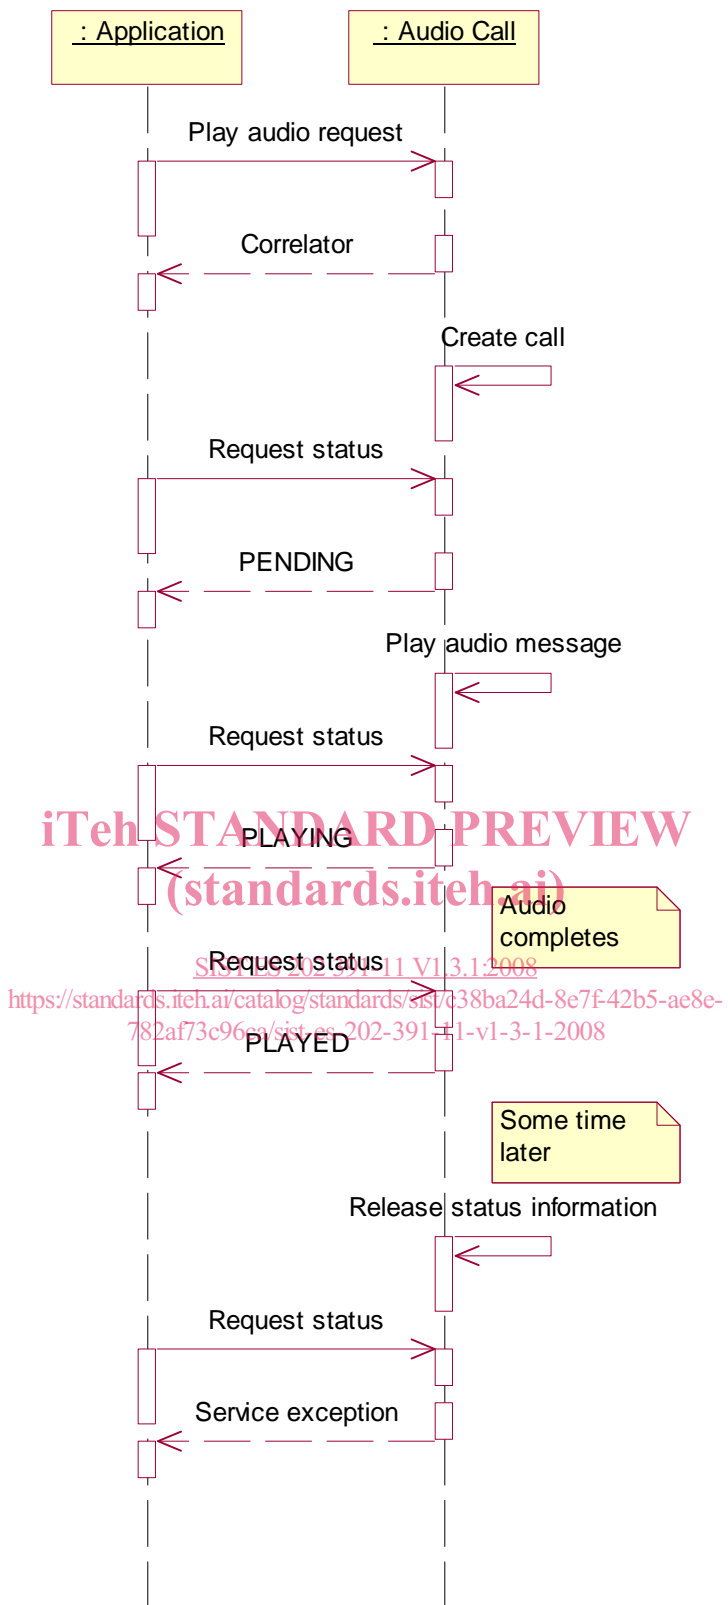 : Application
: Audio Call
Play audio request
Correlator
Create call
Request status
PENDING
Play audio message
Request status
iTeh STANDARD PREVIEW
PLAYING
(standards.iteh.ai)
Audio
completes
Request status
SIST ES 202 391-11 V1.3.1:2008
https://standards.iteh.ai/catalog/standards/sist/c38ba24d-8e7f-42b5-ae8e-
782af73c96ca/sist-es-202-391-11-v1-3-1-2008
PLAYED
Some time
later
Release status information
Request status
Service exception